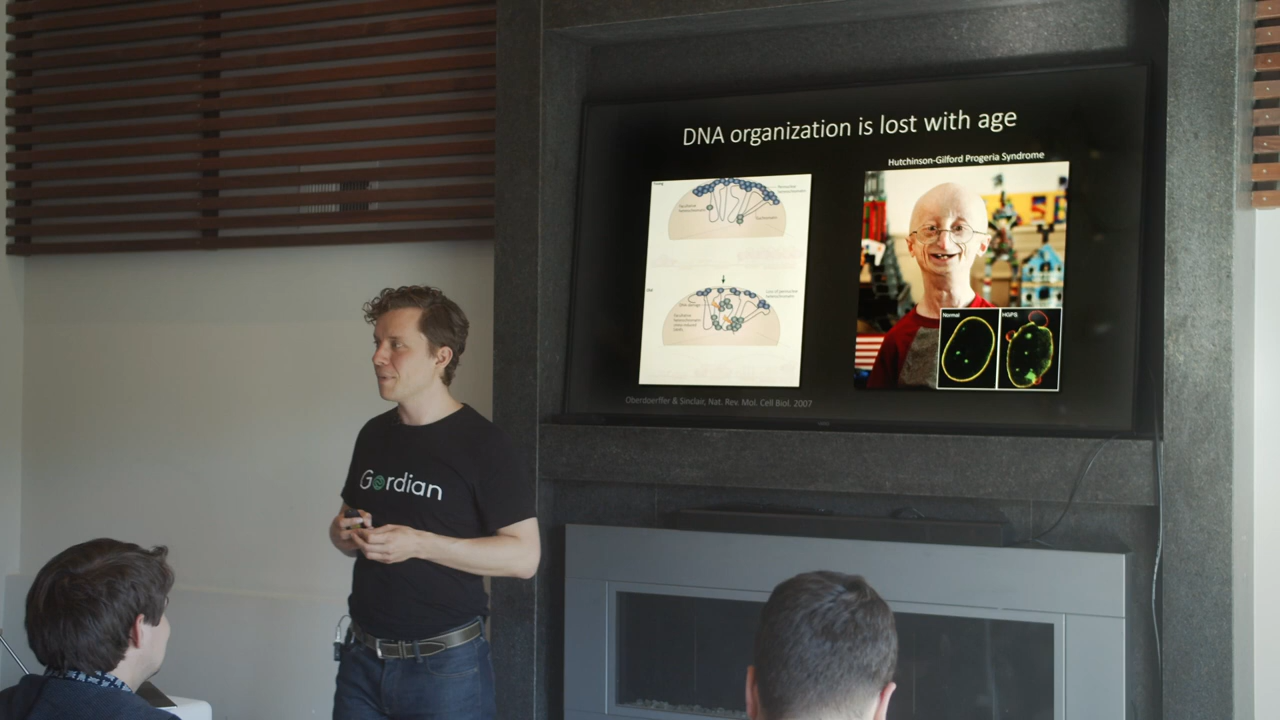 DNA organization is lost with age
Hutchinson-Gilford Progeria Syndrome
Young
Normal
HGPS
Oberdoerffer & Sinclair, Nat. Rev. Mol. Cell Biol. 2007
Gordian